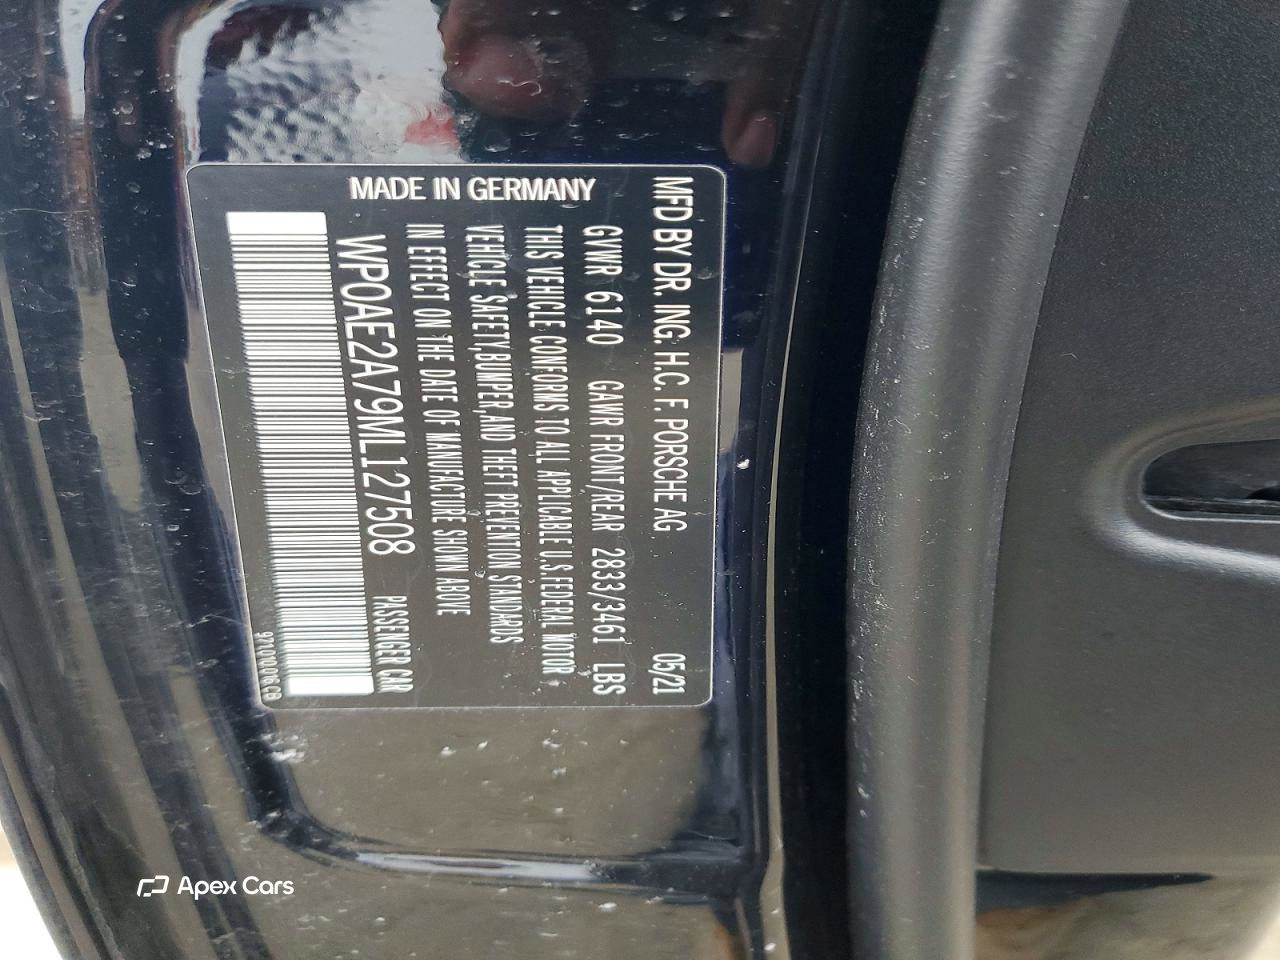 MFD BY DR. ING. H.C. F. PORSCHE AG 05/21
GVWR 6140 GAWR FRONT/REAR 2833/3461 LBS
THIS VEHICLE CONFORMS TO ALL APPLICABLE U.S.FEDERAL MOTOR
VEHICLE SAFETY,BUMPER,AND THEFT PREVENTION STANDARDS
IN EFFECT ON THE DATE OF MANUFACTURE SHOWN ABOVE
WP0AE2A79ML127508 PASSENGER CAR
MADE IN GERMANY
Apex Cars